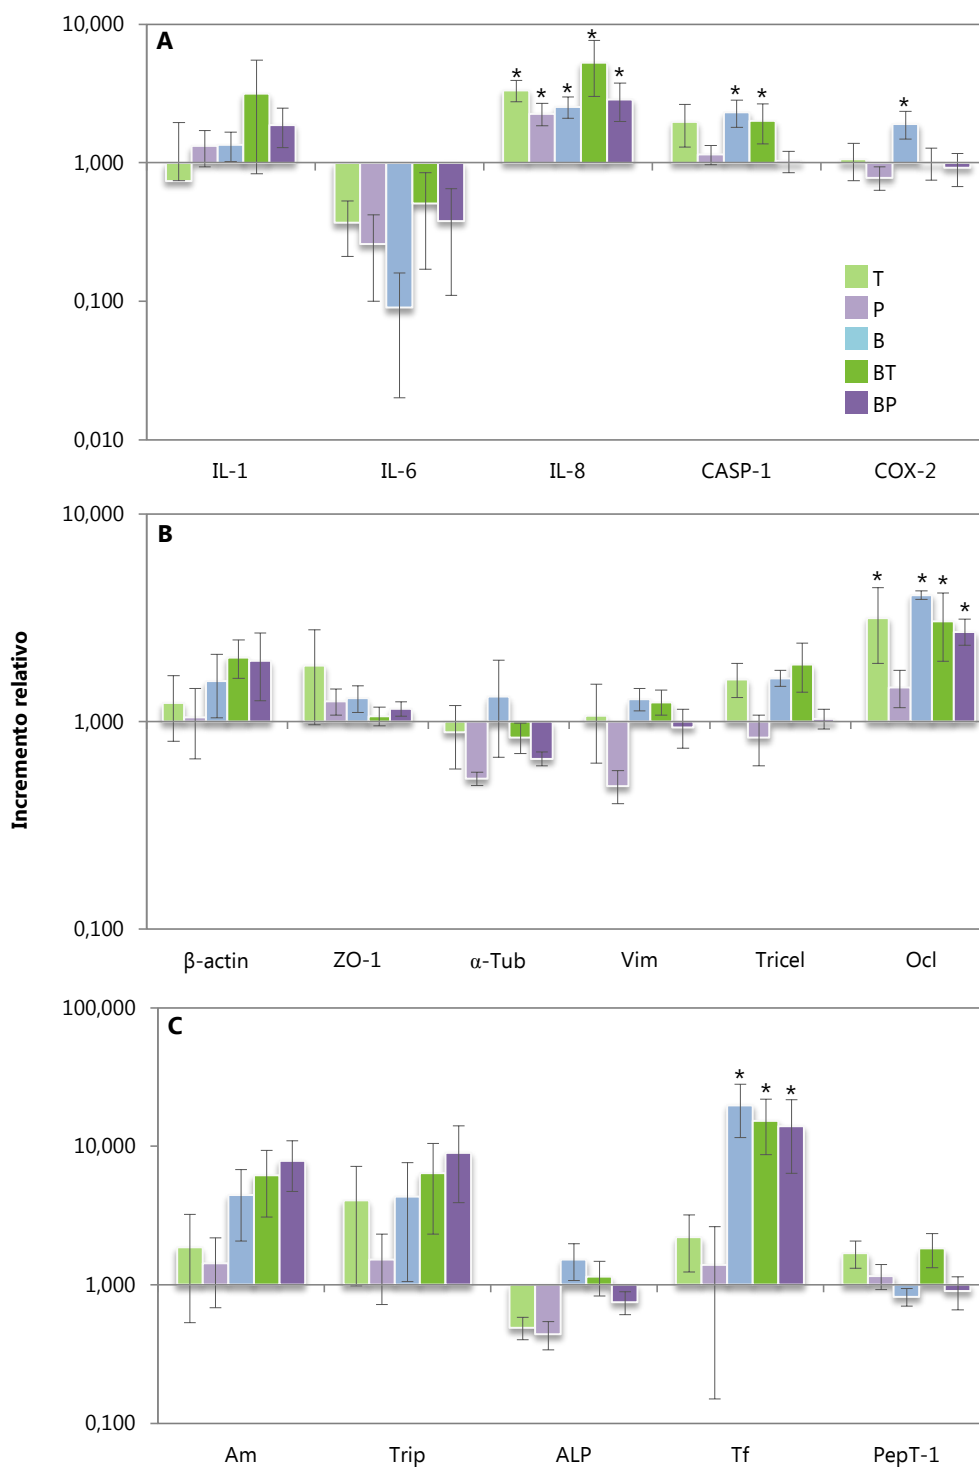 10,000
A
* * * * *
* *
*
1,000
T
P
B
BT
BP
0,100
0,010
IL-1 IL-6 IL-8 CASP-1 COX-2
Incremento relativo
10,000
B
* * * *
1,000
0,100
β-actin ZO-1 α-Tub Vim Tricel Ocl
100,000
C
* * *
10,000
1,000
0,100
Am Trip ALP Tf PepT-1